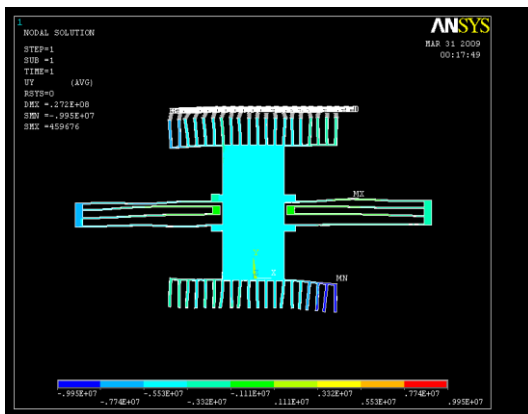 1
NODAL SOLUTION
STEP=1
SUB =1
TIME=1
UY (AVG)
RSYS=0
DMX =.272E+08
SMN =-.995E+07
SMX =459676
ANSYS
MAR 31 2009
00:17:49
MX
MN
Y
X
-.995E+07 -.553E+07 -.111E+07 .332E+07 .774E+07
-.774E+07 -.332E+07 .111E+07 .553E+07 .995E+07